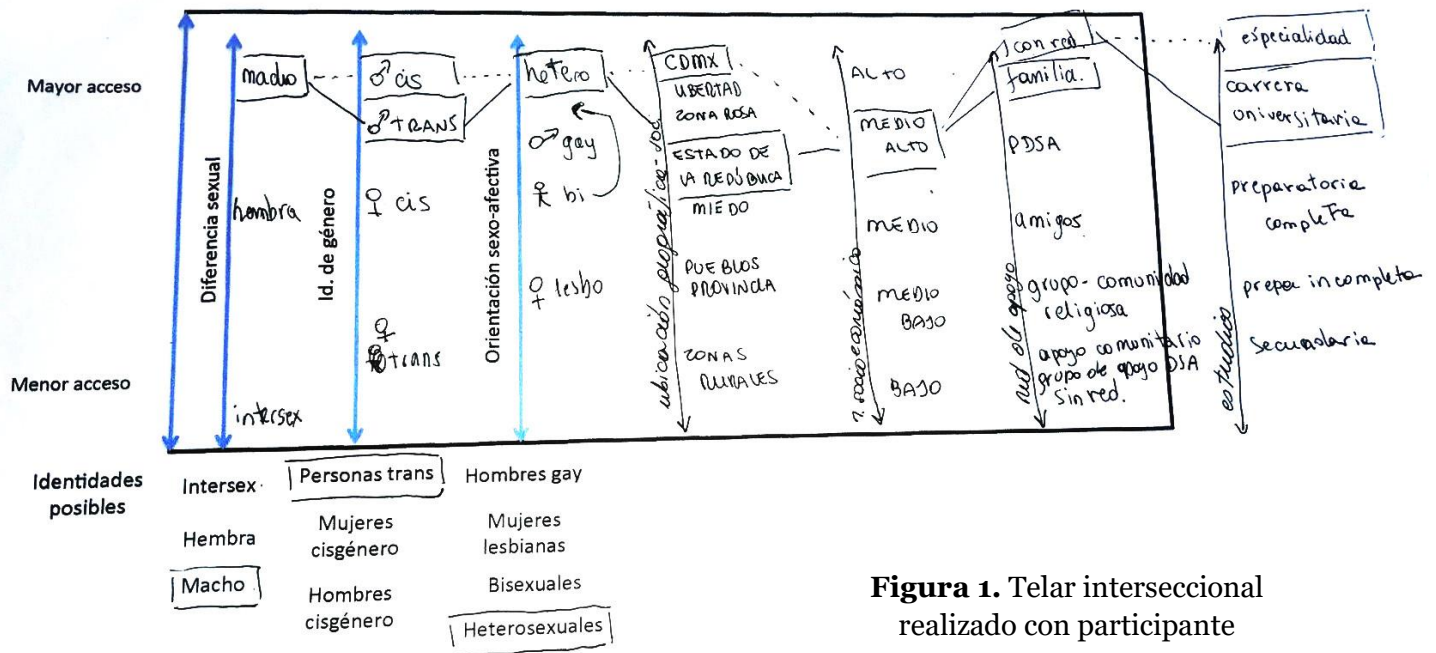 Mayor acceso
Menor acceso
Diferencia sexual
macho
hembra
intersex
Id. de género
♂ cis
♂ TRANS
♀ cis
♀
trans
Orientación sexo-afectiva
hetero
♂ gay
bi
♀ lesbo
ubicación geográfica-soc
CDMX
LIBERTAD
ZONA ROSA
ESTADO DE
LA REPÚBLICA
MIEDO
PUEBLOS
PROVINCIA
ZONAS
RURALES
n. socioeconómico
ALTO
MEDIO
ALTO
MEDIO
MEDIO
BAJO
BAJO
red de apoyo
con red.
familia.
PDSA
amigos
grupo - comunidad
religiosa
apoyo comunitario
grupo de apoyo DSA
sin red.
estudios
especialidad
carrera
universitaria
preparatoria
completa
prepa incompleta
secundaria
Identidades
posibles
Intersex
Hembra
Macho
Personas trans
Mujeres
cisgénero
Hombres
cisgénero
Hombres gay
Mujeres
lesbianas
Bisexuales
Heterosexuales
Figura 1. Telar interseccional
realizado con participante